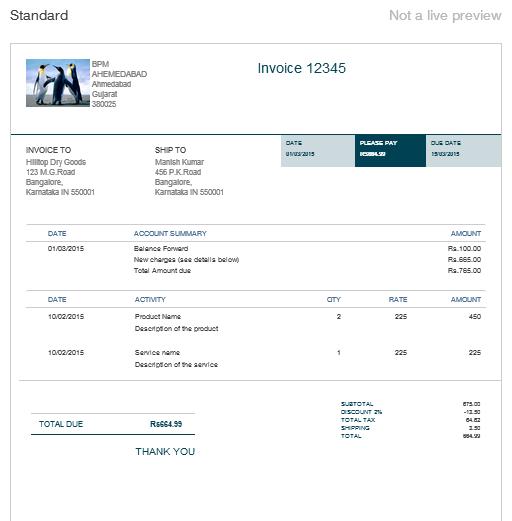 Standard
Not a live preview
BPM
AHEMEDABAD
Ahmedabad
Gujarat
380025
Invoice 12345
INVOICE TO
Hilltop Dry Goods
123 M.G.Road
Bangalore,
Karnataka IN 550001
SHIP TO
Manish Kumar
456 P.K.Road
Bangalore,
Karnataka IN 550001
DATE
01/03/2015
PLEASE PAY
Rs664.99
DUE DATE
15/03/2015
DATE ACCOUNT SUMMARY AMOUNT
01/03/2015 Balance Forward Rs.100.00
New charges (see details below) Rs.665.00
Total Amount due Rs.765.00
DATE ACTIVITY QTY RATE AMOUNT
10/02/2015 Product Name 2 225 450
Description of the product
10/02/2015 Service name 1 225 225
Description of the service
SUBTOTAL 675.00
DISCOUNT 2% -13.50
TOTAL TAX 64.62
SHIPPING 3.50
TOTAL 664.99
TOTAL DUE Rs664.99
THANK YOU